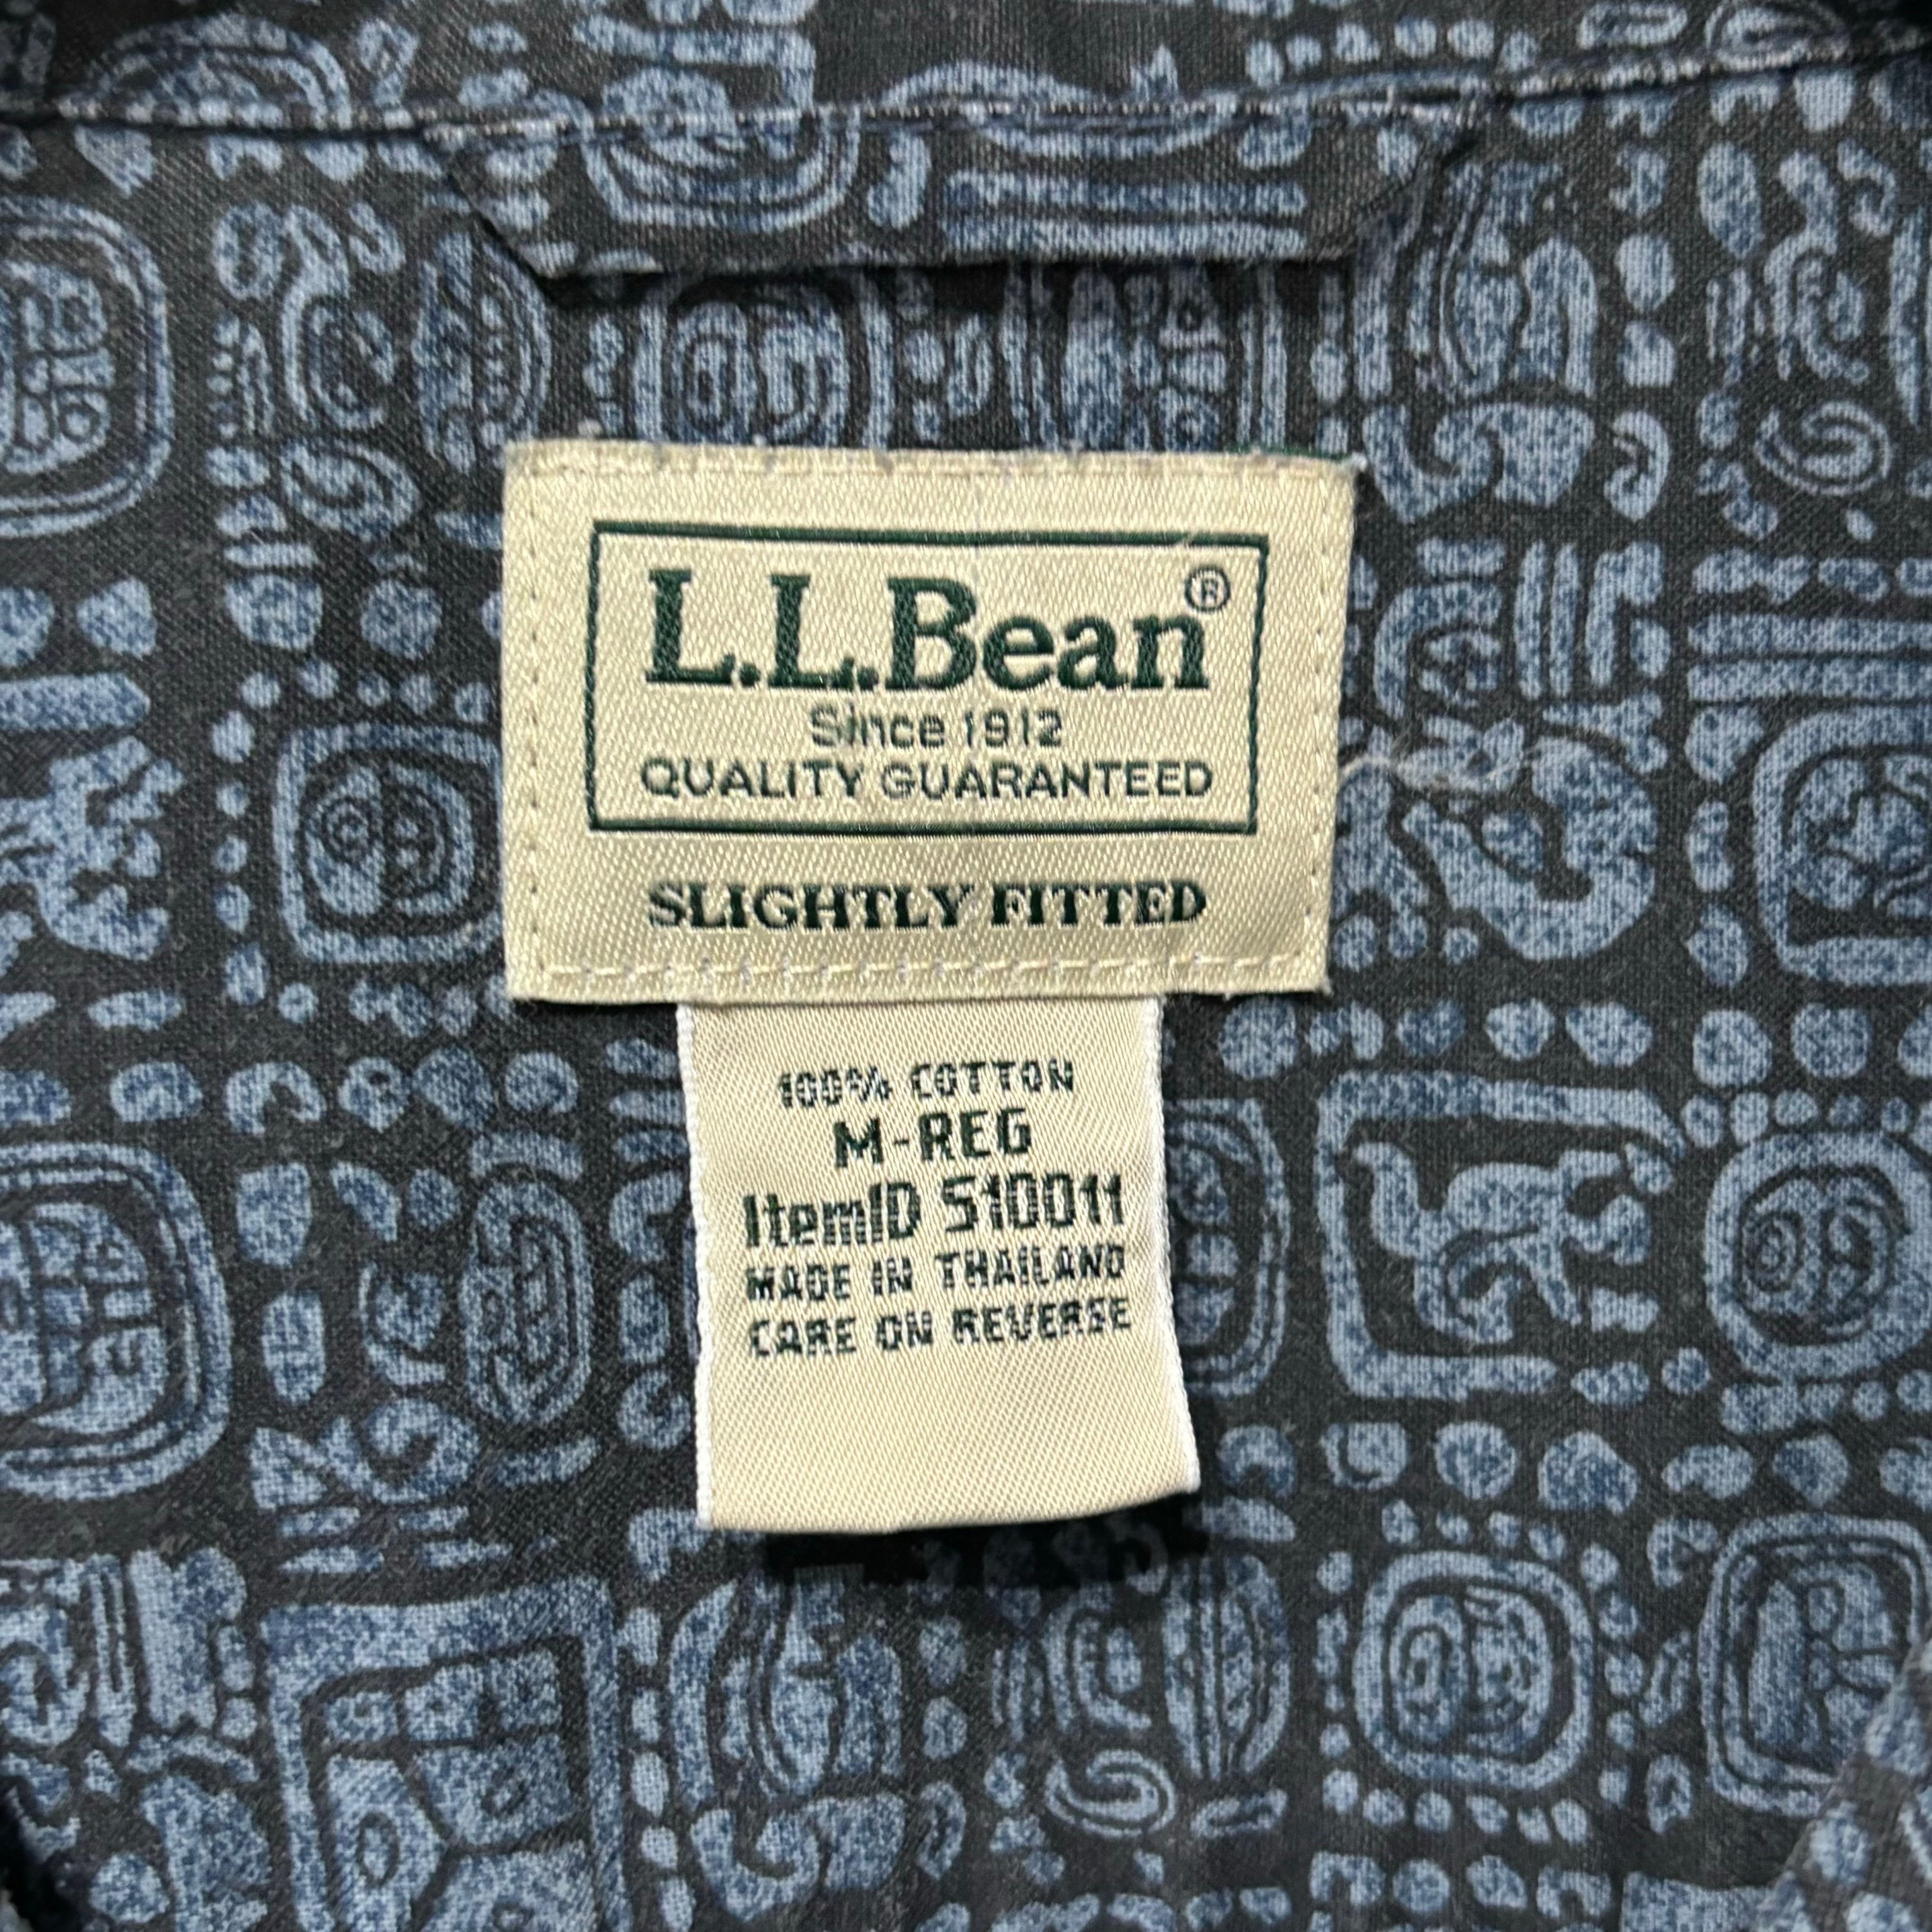 L.L.Bean®
Since 1912
QUALITY GUARANTEED
SLIGHTLY FITTED
100% COTTON
M-REG
ItemID 510011
MADE IN THAILAND
CARE ON REVERSE